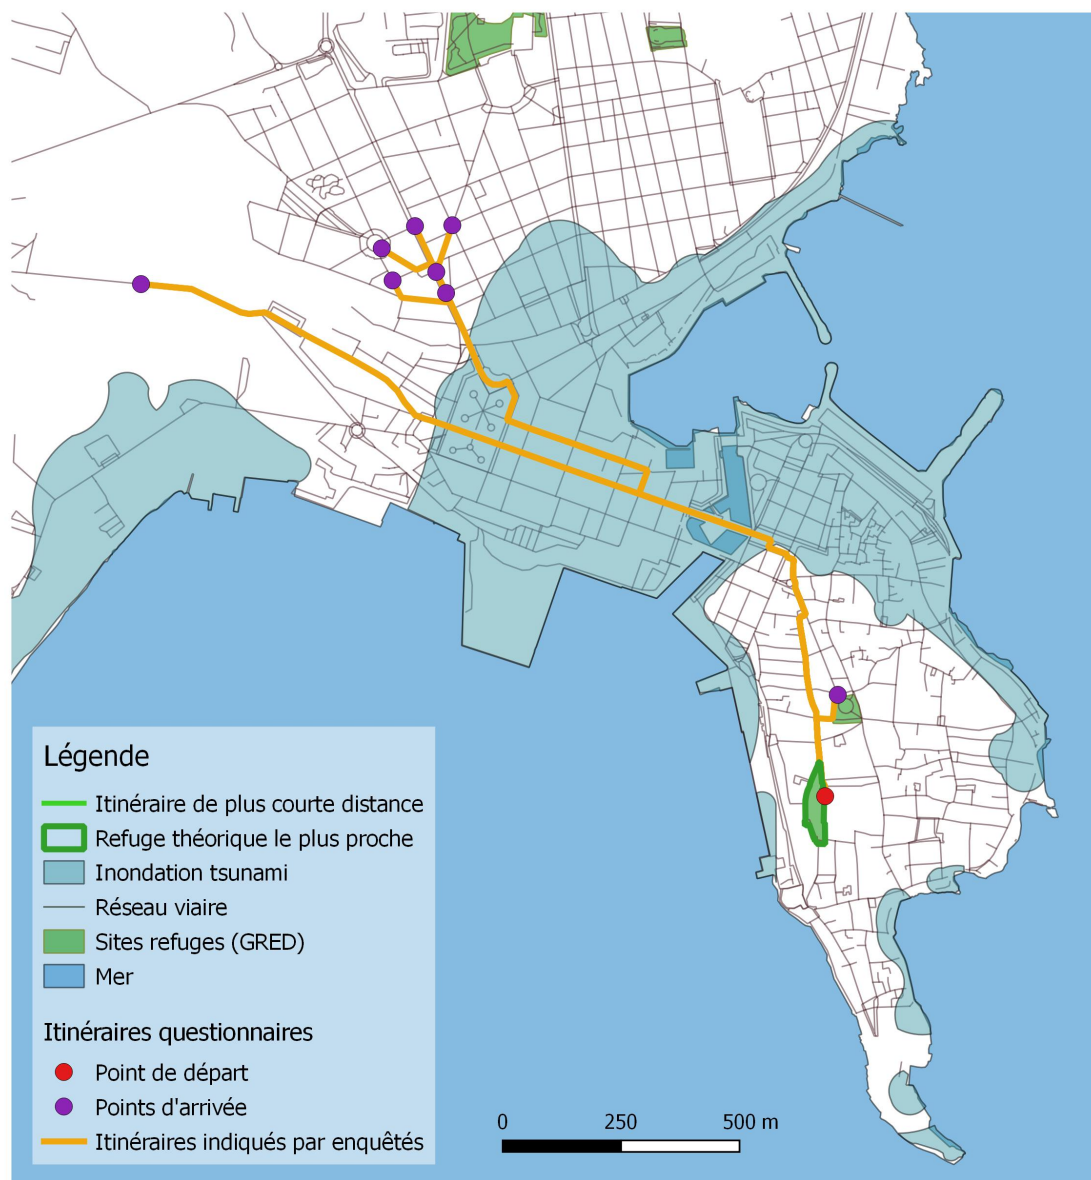 Légende
Itinéraire de plus courte distance
Refuge théorique le plus proche
Inondation tsunami
Réseau viaire
Sites refuges (GRED)
Mer
Itinéraires questionnaires
Point de départ
Points d'arrivée
Itinéraires indiqués par enquêtés
0 250 500 m